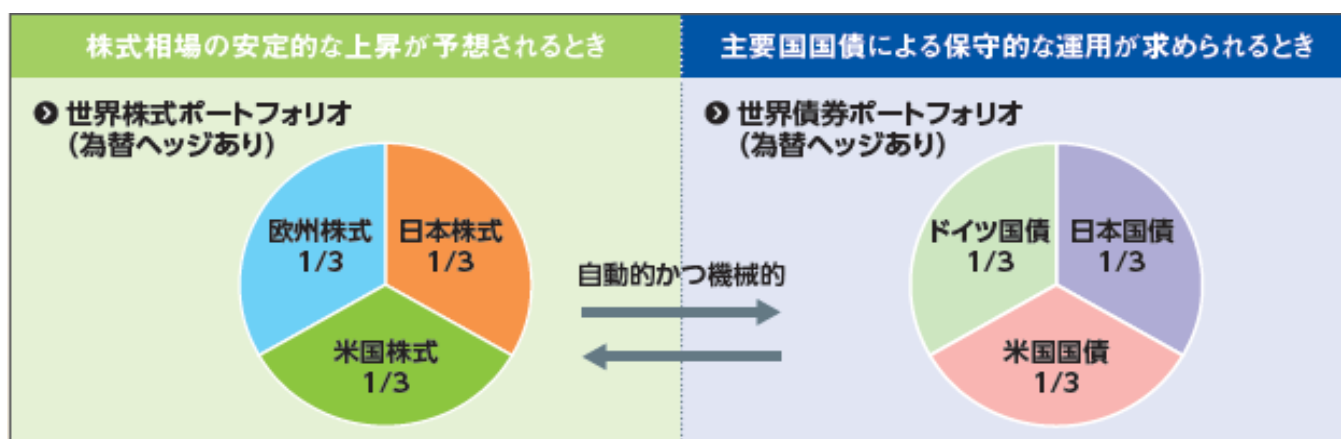 株式相場の安定的な上昇が予想されるとき
主要国国債による保守的な運用が求められるとき
世界株式ポートフォリオ
(為替ヘッジあり)
欧州株式
1/3
日本株式
1/3
米国株式
1/3
自動的かつ機械的
世界債券ポートフォリオ
(為替ヘッジあり)
ドイツ国債
1/3
日本国債
1/3
米国国債
1/3